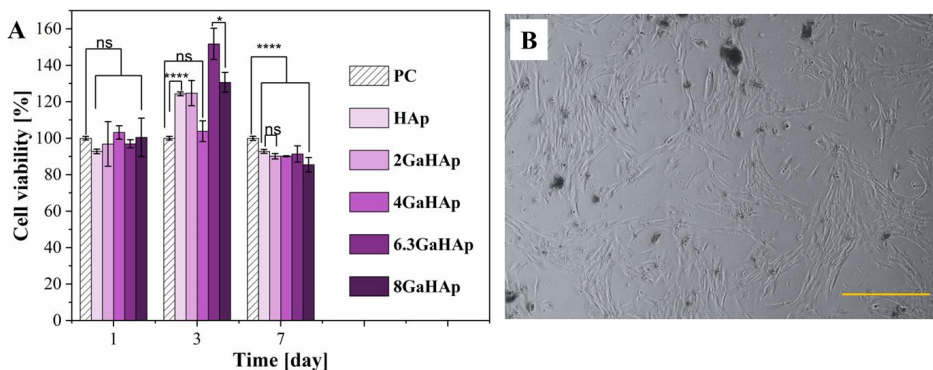 A
B
Cell viability [%]
160
140
120
100
80
60
40
20
0
ns
****
ns
*
****
ns
PC
HAp
2GaHAp
4GaHAp
6.3GaHAp
8GaHAp
1 3 7
Time [day]